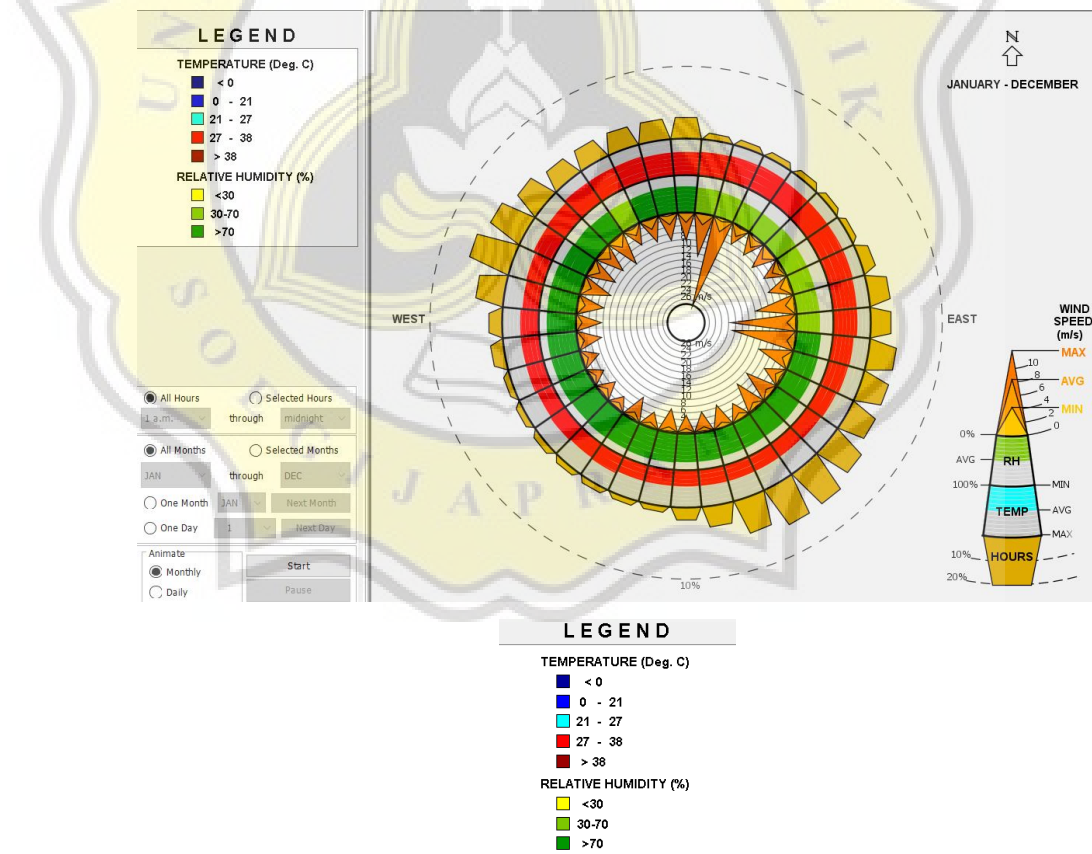 LEGEND
TEMPERATURE (Deg. C)
< 0
0 - 21
21 - 27
27 - 38
> 38
RELATIVE HUMIDITY (%)
<30
30-70
>70
All Hours
Selected Hours
1 a.m.
through
midnight
All Months
Selected Months
JAN
through
DEC
One Month
JAN
Next Month
One Day
1
Next Day
Animate
Monthly
Start
Daily
Pause
N
JANUARY - DECEMBER
WEST
EAST
m/s
m/s
10%
WIND
SPEED
(m/s)
MAX
10
8
AVG
6
4
MIN
2
0
0%
AVG
RH
100%
MIN
TEMP
AVG
MAX
10%
HOURS
20%
LEGEND
TEMPERATURE (Deg. C)
< 0
0 - 21
21 - 27
27 - 38
> 38
RELATIVE HUMIDITY (%)
<30
30-70
>70